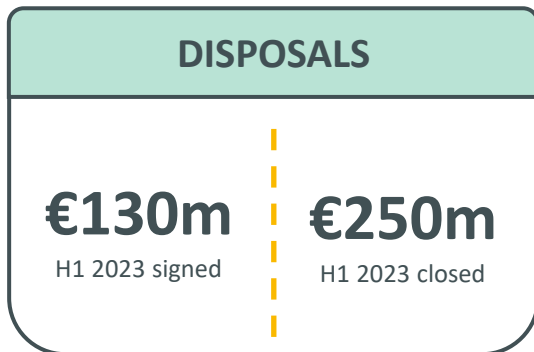 DISPOSALS
€130m
H1 2023 signed
€250m
H1 2023 closed